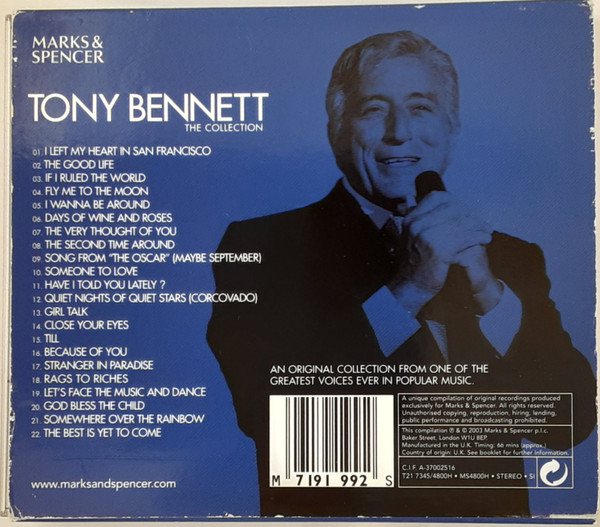 MARKS &
SPENCER
TONY BENNETT
THE COLLECTION
01. I LEFT MY HEART IN SAN FRANCISCO
02. THE GOOD LIFE
03. IF I RULED THE WORLD
04. FLY ME TO THE MOON
05. I WANNA BE AROUND
06. DAYS OF WINE AND ROSES
07. THE VERY THOUGHT OF YOU
08. THE SECOND TIME AROUND
09. SONG FROM "THE OSCAR" (MAYBE SEPTEMBER)
10. SOMEONE TO LOVE
11. HAVE I TOLD YOU LATELY ?
12. QUIET NIGHTS OF QUIET STARS (CORCOVADO)
13. GIRL TALK
14. CLOSE YOUR EYES
15. TILL
16. BECAUSE OF YOU
17. STRANGER IN PARADISE
18. RAGS TO RICHES
19. LET'S FACE THE MUSIC AND DANCE
20. GOD BLESS THE CHILD
21. SOMEWHERE OVER THE RAINBOW
22. THE BEST IS YET TO COME
AN ORIGINAL COLLECTION FROM ONE OF THE
GREATEST VOICES EVER IN POPULAR MUSIC.
M 7191 992 S
A unique compilation of original recordings produced
exclusively for Marks & Spencer. All rights reserved.
Unauthorised copying, reproduction, hiring, lending,
public performance and broadcasting prohibited.
This compilation ℗ & © 2003 Marks & Spencer p.l.c.
Baker Street, London W1U 8EP.
Manufactured in the U.K. Timing: 66 mins (approx.).
Country of origin: U.K. See booklet for further information.
C.I.F. A-37002516
T21 7345/4800H • MS4800H • STEREO • SI
www.marksandspencer.com